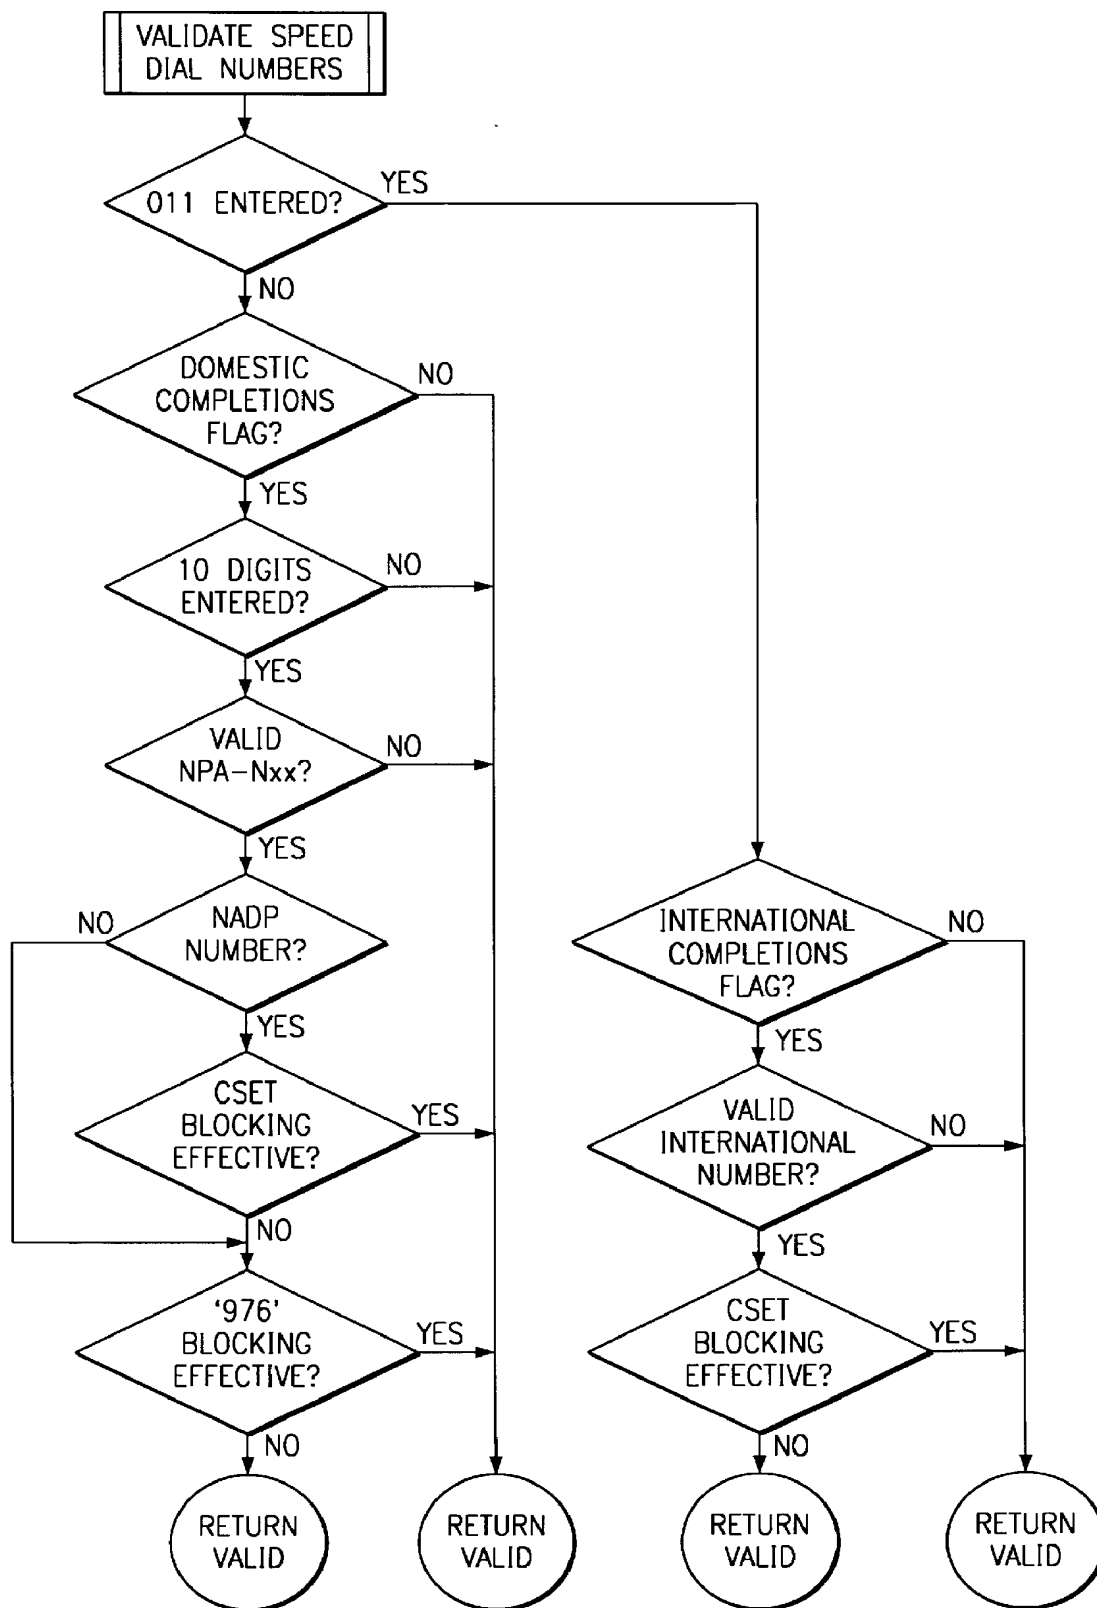 VALIDATE SPEED
DIAL NUMBERS
011 ENTERED?
YES
NO
DOMESTIC
COMPLETIONS
FLAG?
NO
YES
10 DIGITS
ENTERED?
NO
YES
VALID
NPA-Nxx?
NO
YES
NADP
NUMBER?
NO
YES
CSET
BLOCKING
EFFECTIVE?
YES
NO
'976'
BLOCKING
EFFECTIVE?
YES
NO
RETURN
VALID
RETURN
VALID
INTERNATIONAL
COMPLETIONS
FLAG?
NO
YES
VALID
INTERNATIONAL
NUMBER?
NO
YES
CSET
BLOCKING
EFFECTIVE?
YES
NO
RETURN
VALID
RETURN
VALID